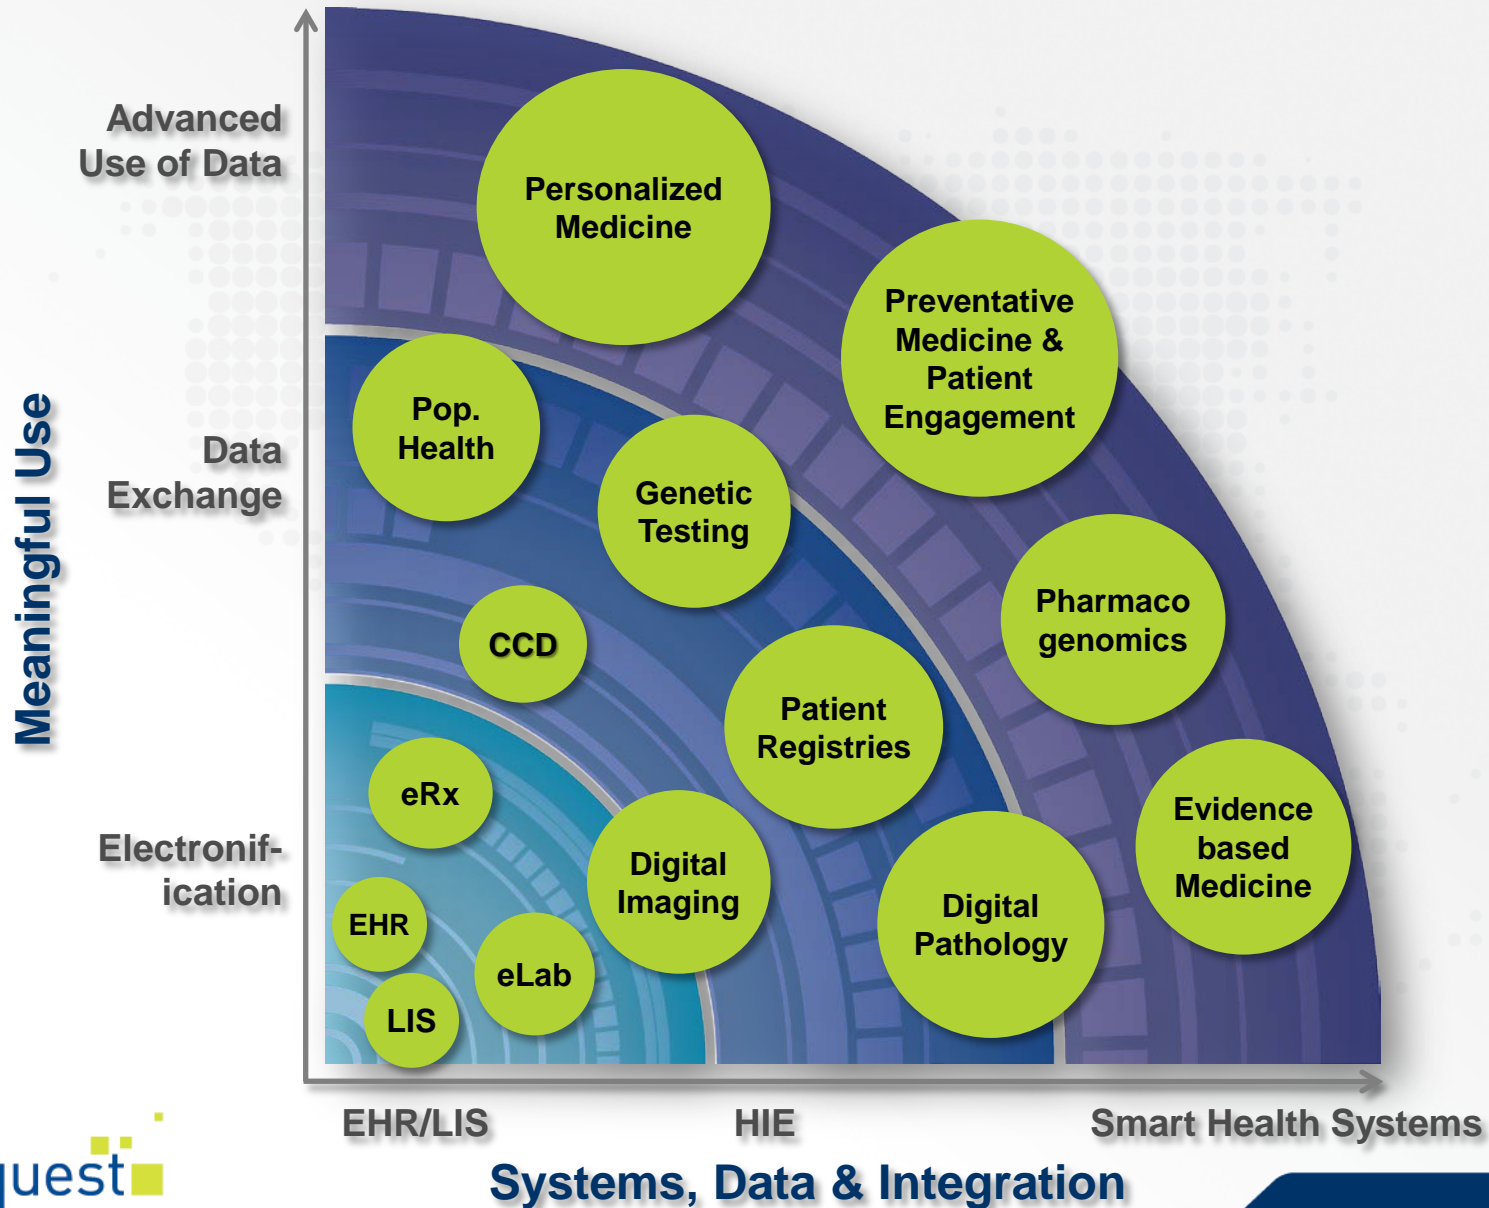 Advanced
Use of Data
Data
Exchange
Electronif-
ication
Meaningful Use
Personalized
Medicine
Preventative
Medicine &
Patient
Engagement
Pop.
Health
Genetic
Testing
Pharmaco
genomics
CCD
Patient
Registries
eRx
Evidence
based
Medicine
Digital
Imaging
Digital
Pathology
EHR
eLab
LIS
EHR/LIS
HIE
Smart Health Systems
Systems, Data & Integration
uest